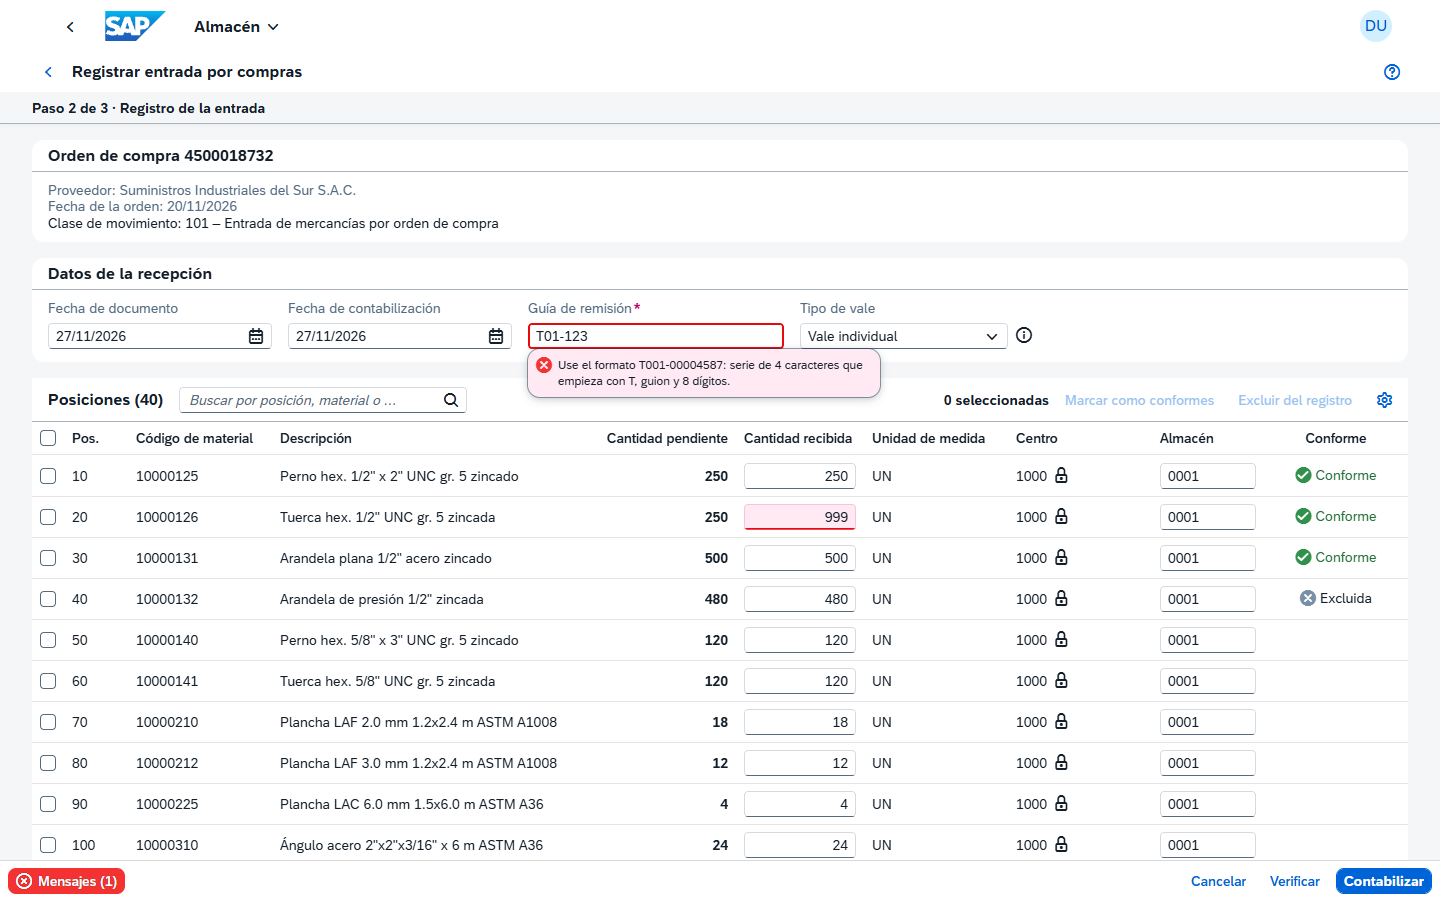 SAP Almacén DU
Registrar entrada por compras
Paso 2 de 3 · Registro de la entrada
Orden de compra 4500018732
Proveedor: Suministros Industriales del Sur S.A.C.
Fecha de la orden: 20/11/2026
Clase de movimiento: 101 – Entrada de mercancías por orden de compra
Datos de la recepción
Fecha de documento Fecha de contabilización Guía de remisión* Tipo de vale
27/11/2026 27/11/2026 T01-123 Vale individual
Use el formato T001-00004587: serie de 4 caracteres que
empieza con T, guion y 8 dígitos.
Posiciones (40) Buscar por posición, material o ... 0 seleccionadas Marcar como conformes Excluir del registro
Pos. Código de material Descripción Cantidad pendiente Cantidad recibida Unidad de medida Centro Almacén Conforme
10 10000125 Perno hex. 1/2" x 2" UNC gr. 5 zincado 250 250 UN 1000 0001 Conforme
20 10000126 Tuerca hex. 1/2" UNC gr. 5 zincada 250 999 UN 1000 0001 Conforme
30 10000131 Arandela plana 1/2" acero zincado 500 500 UN 1000 0001 Conforme
40 10000132 Arandela de presión 1/2" zincada 480 480 UN 1000 0001 Excluida
50 10000140 Perno hex. 5/8" x 3" UNC gr. 5 zincado 120 120 UN 1000 0001
60 10000141 Tuerca hex. 5/8" UNC gr. 5 zincada 120 120 UN 1000 0001
70 10000210 Plancha LAF 2.0 mm 1.2x2.4 m ASTM A1008 18 18 UN 1000 0001
80 10000212 Plancha LAF 3.0 mm 1.2x2.4 m ASTM A1008 12 12 UN 1000 0001
90 10000225 Plancha LAC 6.0 mm 1.5x6.0 m ASTM A36 4 4 UN 1000 0001
100 10000310 Ángulo acero 2"x2"x3/16" x 6 m ASTM A36 24 24 UN 1000 0001
Mensajes (1) Cancelar Verificar Contabilizar